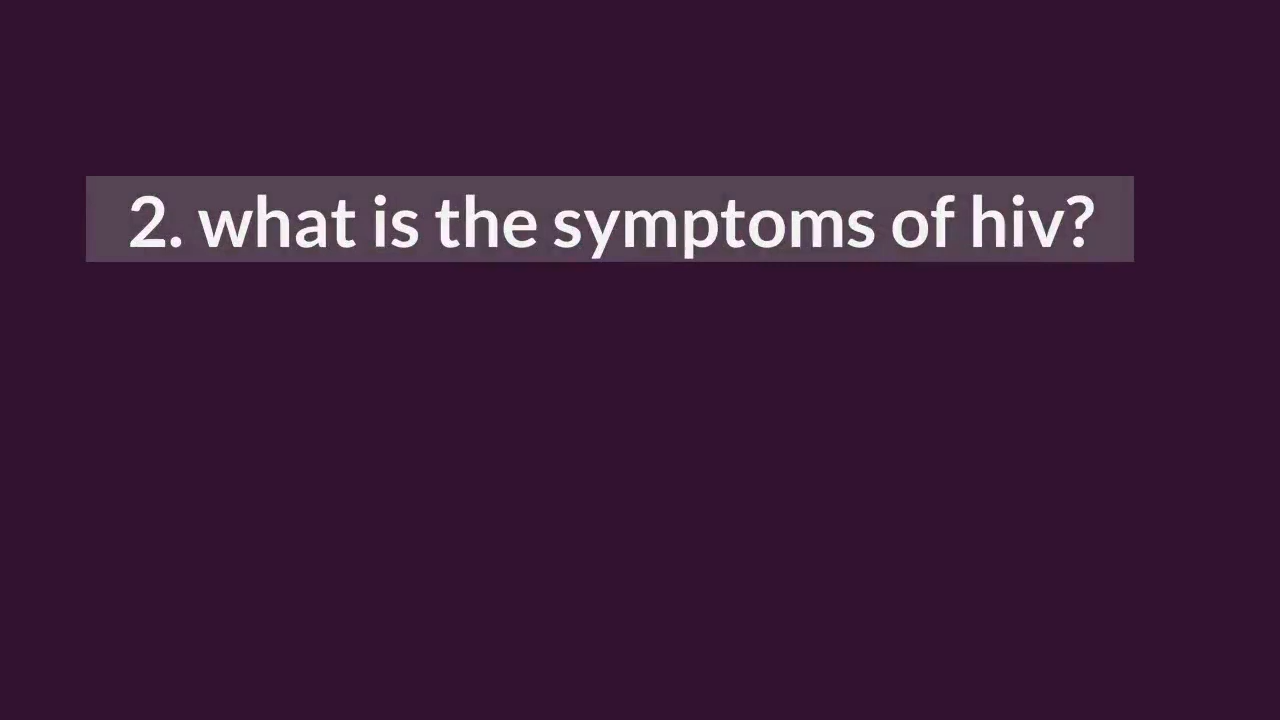 2. what is the symptoms of hiv?